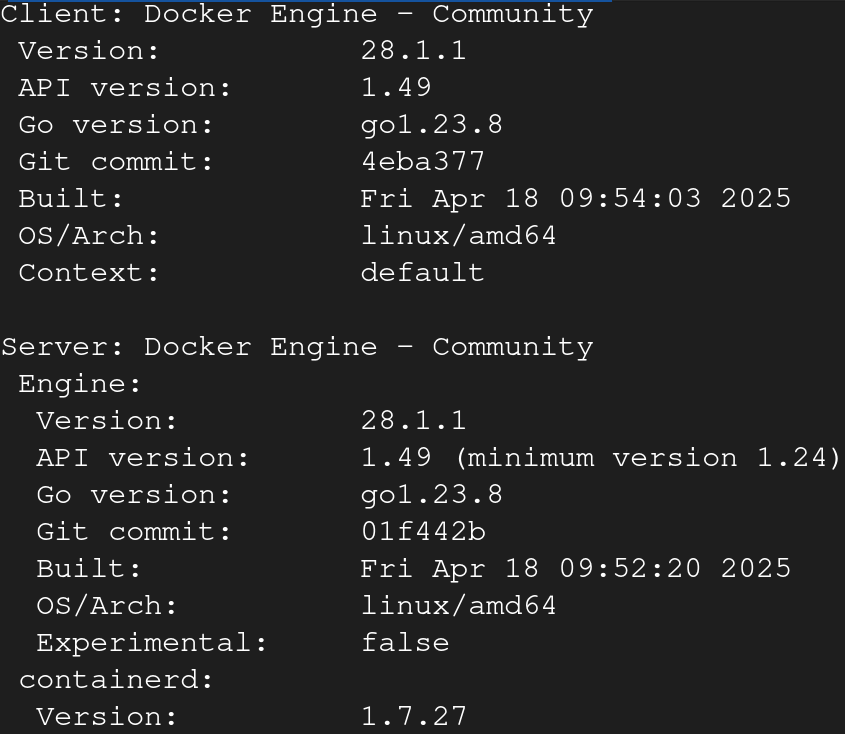 Client: Docker Engine - Community
 Version:           28.1.1
 API version:       1.49
 Go version:        go1.23.8
 Git commit:        4eba377
 Built:             Fri Apr 18 09:54:03 2025
 OS/Arch:           linux/amd64
 Context:           default

Server: Docker Engine - Community
 Engine:
  Version:          28.1.1
  API version:      1.49 (minimum version 1.24)
  Go version:       go1.23.8
  Git commit:       01f442b
  Built:            Fri Apr 18 09:52:20 2025
  OS/Arch:          linux/amd64
  Experimental:     false
 containerd:
  Version:          1.7.27